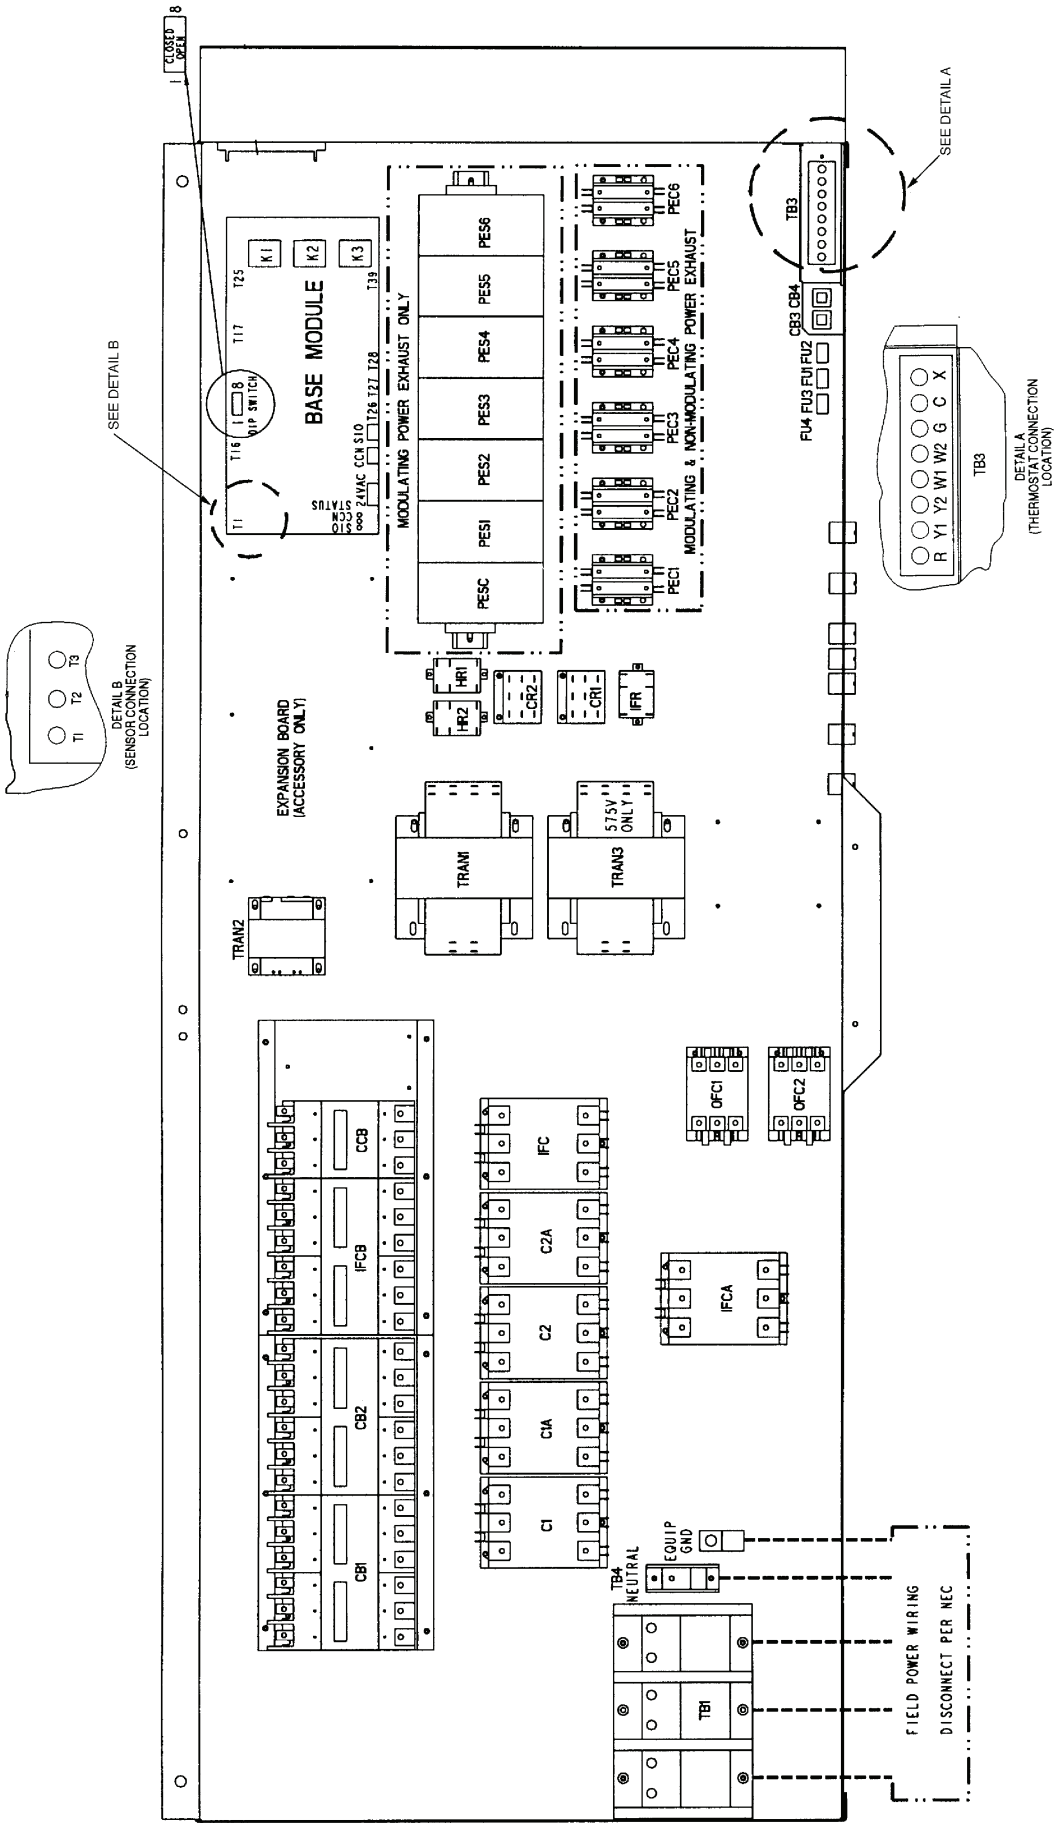 FIELD POWER WIRING
DISCONNECT PER NEC
TB1
TB4
NEUTRAL
EQUIP
GND
CB1
CB2
IFCB
CCB
C1
C1A
C2
C2A
IFC
IFCA
OFC1
OFC2
TRAN2
TRAN1
TRAN3
575V
ONLY
EXPANSION BOARD
(ACCESSORY ONLY)
HR2
HR1
CR2
CR1
IFR
MODULATING POWER EXHAUST ONLY
PESC
PES1
PES2
PES3
PES4
PES5
PES6
PEC1
PEC2
PEC3
PEC4
PEC5
PEC6
MODULATING & NON-MODULATING POWER EXHAUST
BASE MODULE
T1
T16
1
8
DIP SWITCH
T17
T25
K1
K2
K3
SIO
CCN
STATUS
24VAC
CCN
SIO
T26
T27
T28
T39
1
CLOSED
OPEN
8
SEE DETAIL B
SEE DETAIL A
TB3
CB3
CB4
FU4
FU3
FU1
FU2
T1
T2
T3
DETAIL B
(SENSOR CONNECTION
LOCATION)
R
Y1
Y2
W1
W2
G
C
X
TB3
DETAIL A
(THERMOSTAT CONNECTION
LOCATION)